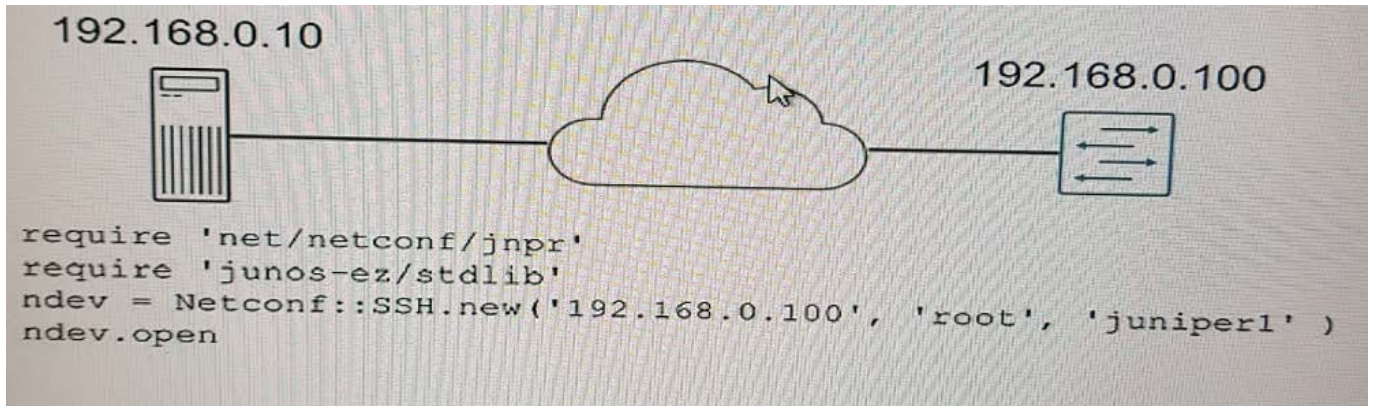 192.168.0.10
192.168.0.100
require 'net/netconf/jnpr'
require 'junos-ez/stdlib'
ndev = Netconf::SSH.new('192.168.0.100', 'root', 'juniper1' )
ndev.open